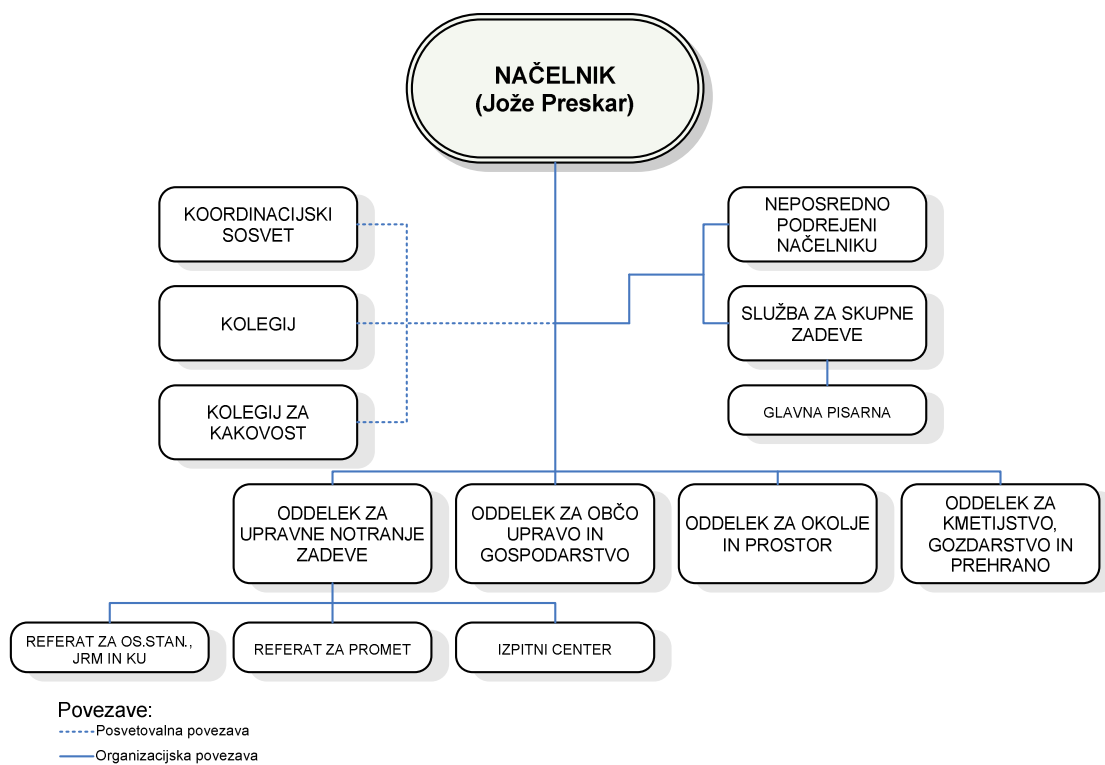 NAČELNIK
(Jože Preskar)
KOORDINACIJSKI
SOSVET
NEPOSREDNO
PODREJENI
NAČELNIKU
KOLEGIJ
SLUŽBA ZA SKUPNE
ZADEVE
KOLEGIJ ZA
KAKOVOST
GLAVNA PISARNA
ODDELEK ZA
UPRAVNE NOTRANJE
ZADEVE
ODDELEK ZA OBČO
UPRAVO IN
GOSPODARSTVO
ODDELEK ZA OKOLJE
IN PROSTOR
ODDELEK ZA
KMETIJSTVO,
GOZDARSTVO IN
PREHRANO
REFERAT ZA OS.STAN.,
JRM IN KU
REFERAT ZA PROMET
IZPITNI CENTER
Povezave:
Posvetovalna povezava
Organizacijska povezava